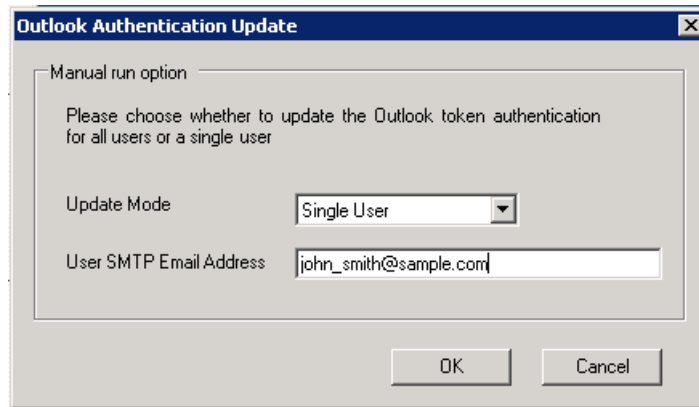 Outlook Authentication Update
Manual run option
Please choose whether to update the Outlook token authentication
for all users or a single user
Update Mode
Single User
User SMTP Email Address
john_smith@sample.com
OK
Cancel